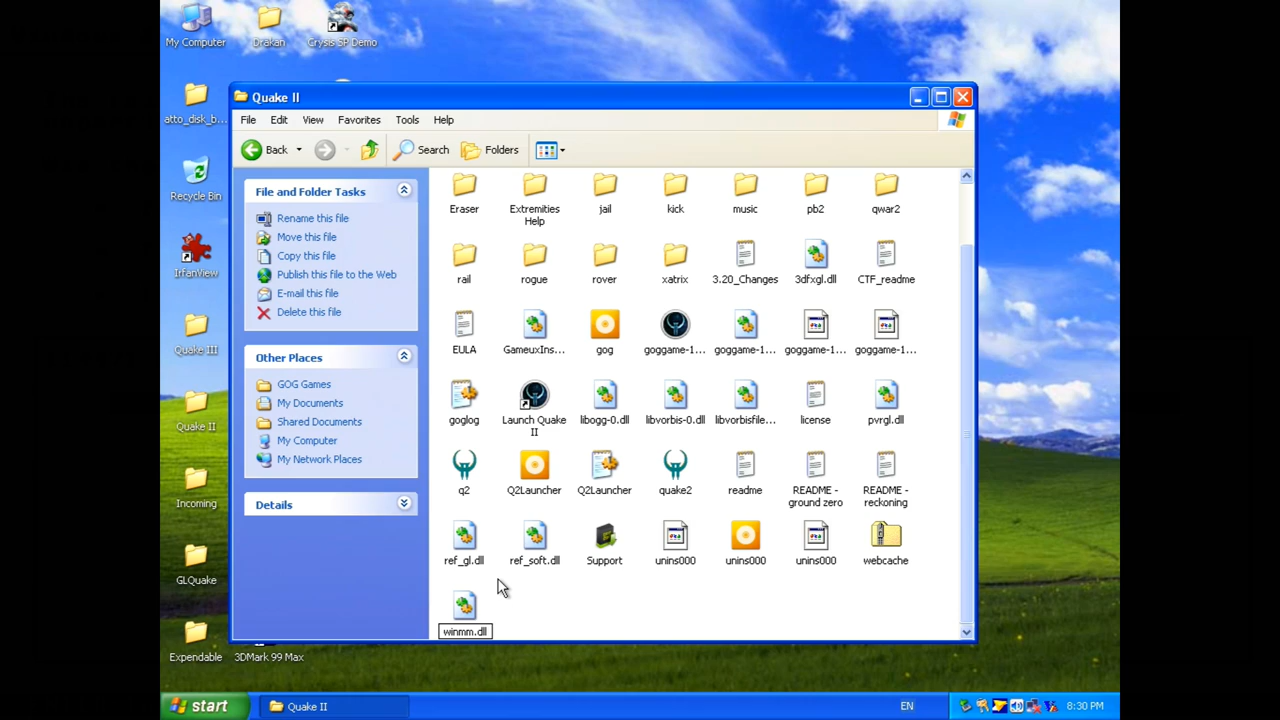 My Computer
Drakan
Crysis SP Demo
atto_disk_b...
Recycle Bin
IrfanView
Quake III
Quake II
Incoming
GLQuake
Expendable
3DMark 99 Max
Quake II
File
Edit
View
Favorites
Tools
Help
Back
Search
Folders
File and Folder Tasks
Rename this file
Move this file
Copy this file
Publish this file to the Web
E-mail this file
Delete this file
Other Places
GOG Games
My Documents
Shared Documents
My Computer
My Network Places
Details
Eraser
Extremities
Help
jail
kick
music
pb2
qwar2
rail
rogue
rover
xatrix
3.20_Changes
3dfxgl.dll
CTF_readme
EULA
GameuxIns...
gog
goggame-1...
goggame-1...
goggame-1...
goggame-1...
goglog
Launch Quake
II
libogg-0.dll
libvorbis-0.dll
libvorbisfile...
license
pvrgl.dll
q2
Q2Launcher
Q2Launcher
quake2
readme
README -
ground zero
README -
reckoning
ref_gl.dll
ref_soft.dll
Support
unins000
unins000
unins000
webcache
winmm.dll
start
Quake II
EN
8:30 PM